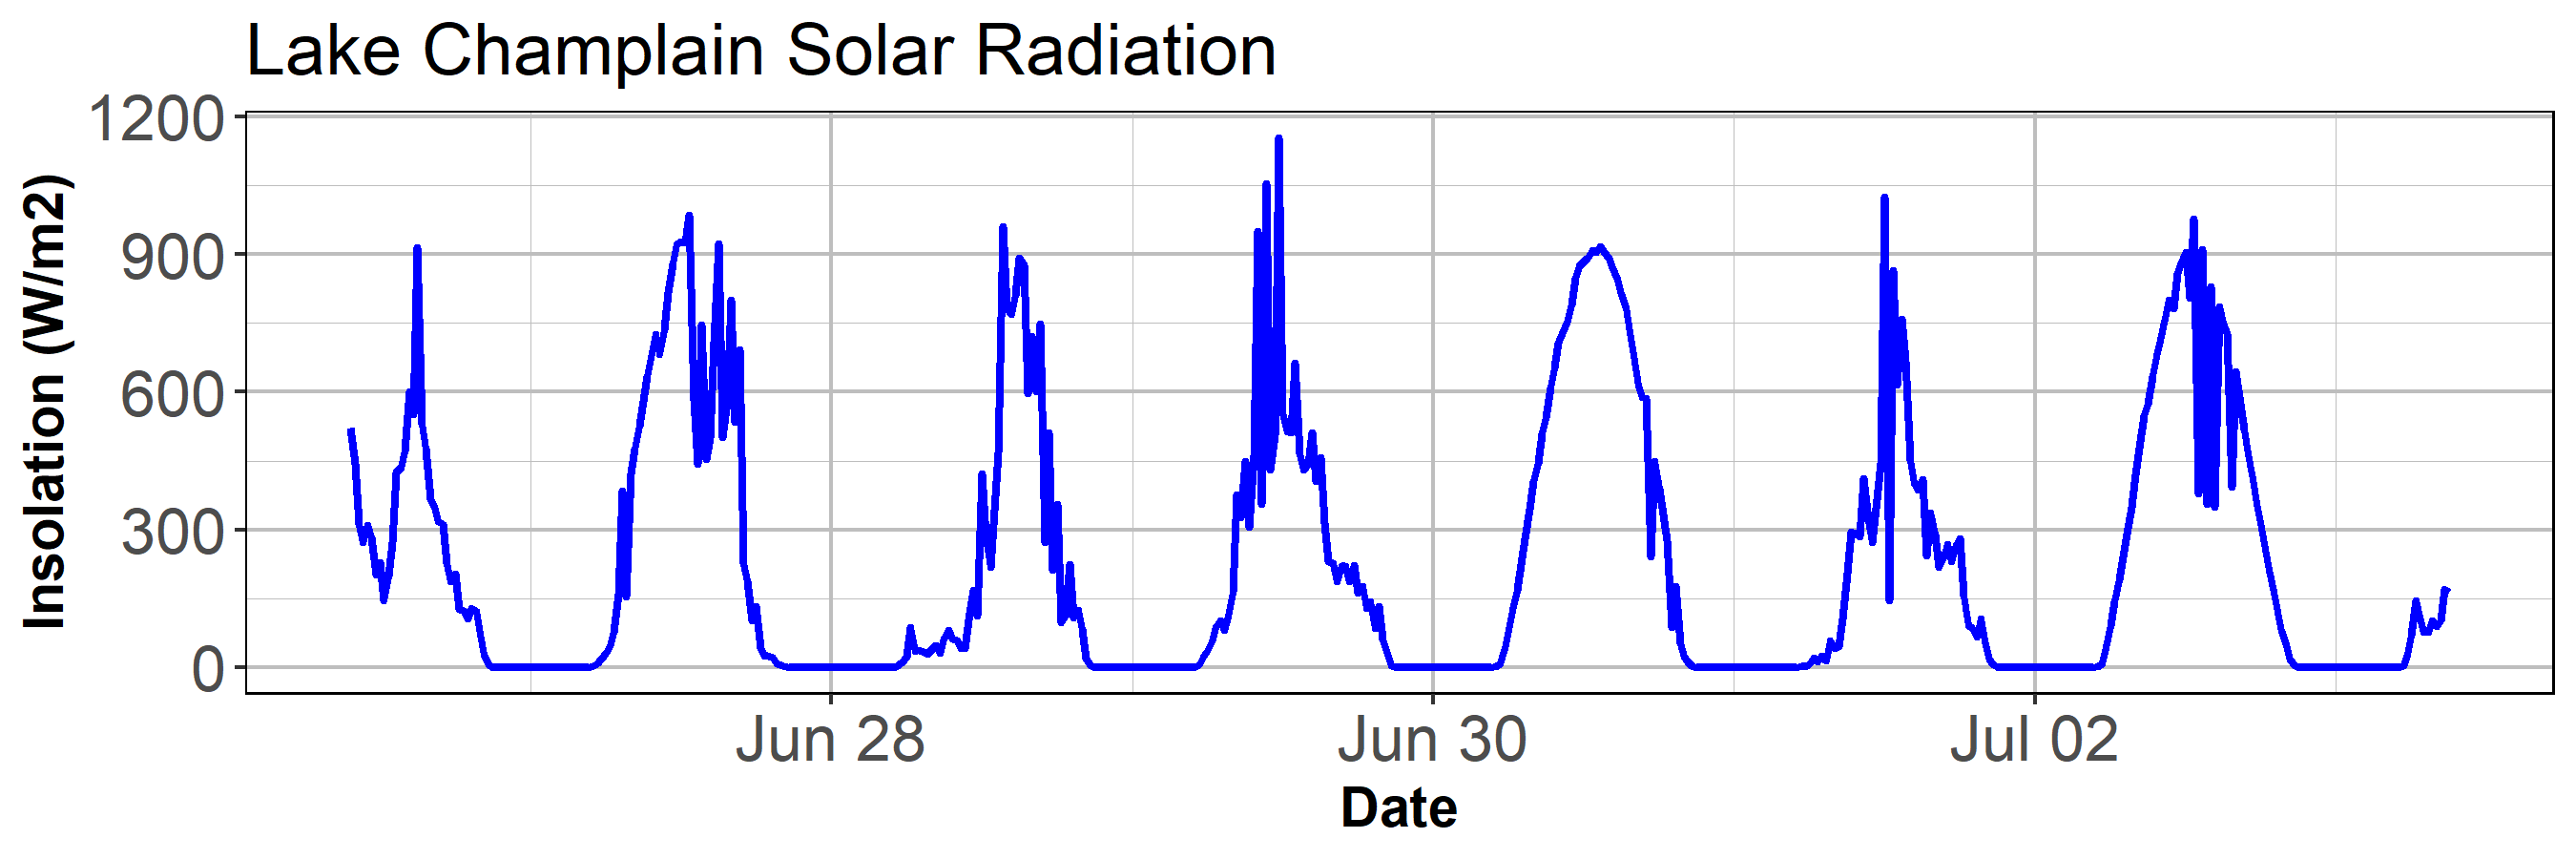 Lake Champlain Solar Radiation
1200
900
600
300
0
Insolation (W/m2)
Jun 28
Jun 30
Jul 02
Date